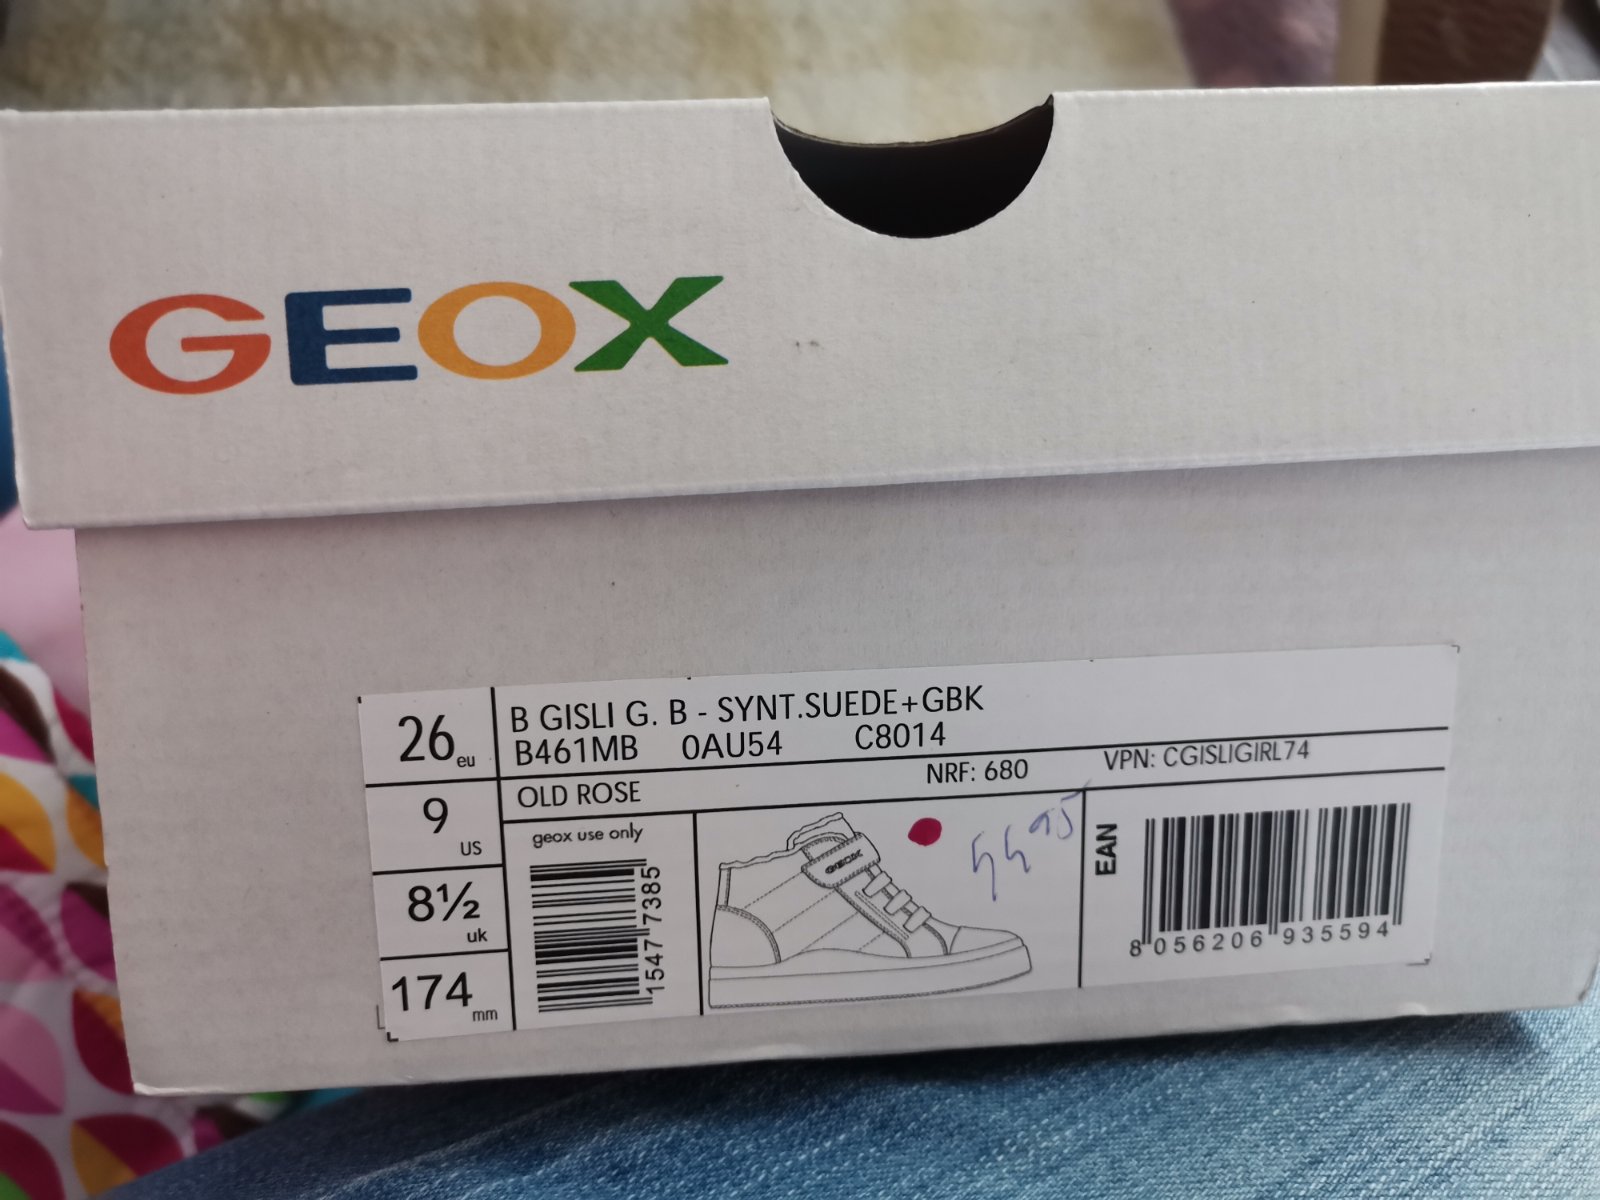 GEOX
26 eu
B GISLI G. B - SYNT.SUEDE+GBK
B461MB 0AU54 C8014
9 US
OLD ROSE NRF: 680 VPN: CGISLIGIRL74
8½ uk
174 mm
geox use only
1547 7385
GEOX
EAN
8 056206 935594